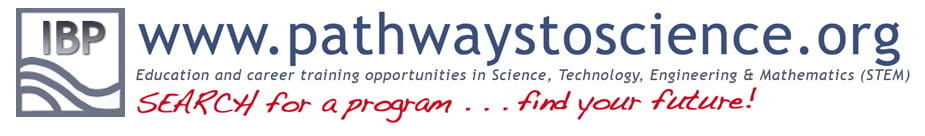 IBP
www.pathwaystoscience.org
Education and career training opportunities in Science, Technology, Engineering & Mathematics (STEM)
SEARCH for a program . . . find your future!